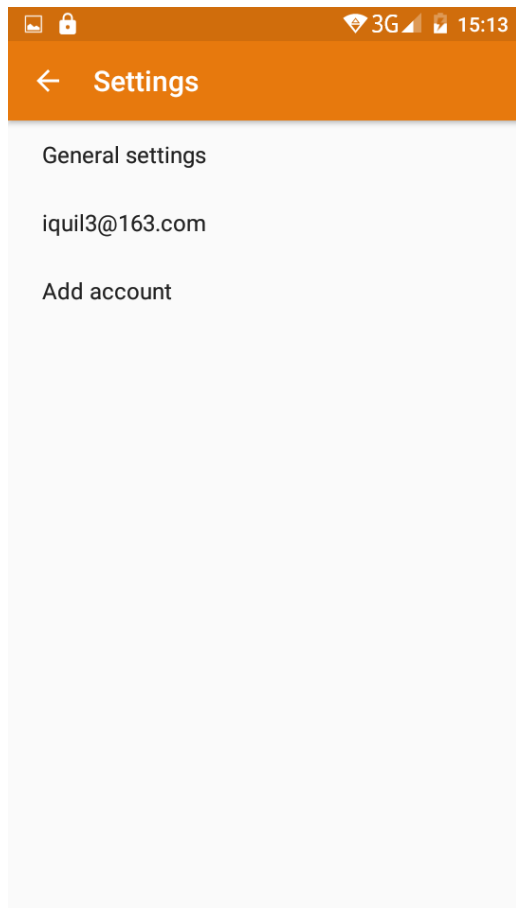 3G 15:13
Settings
General settings
iquil3@163.com
Add account